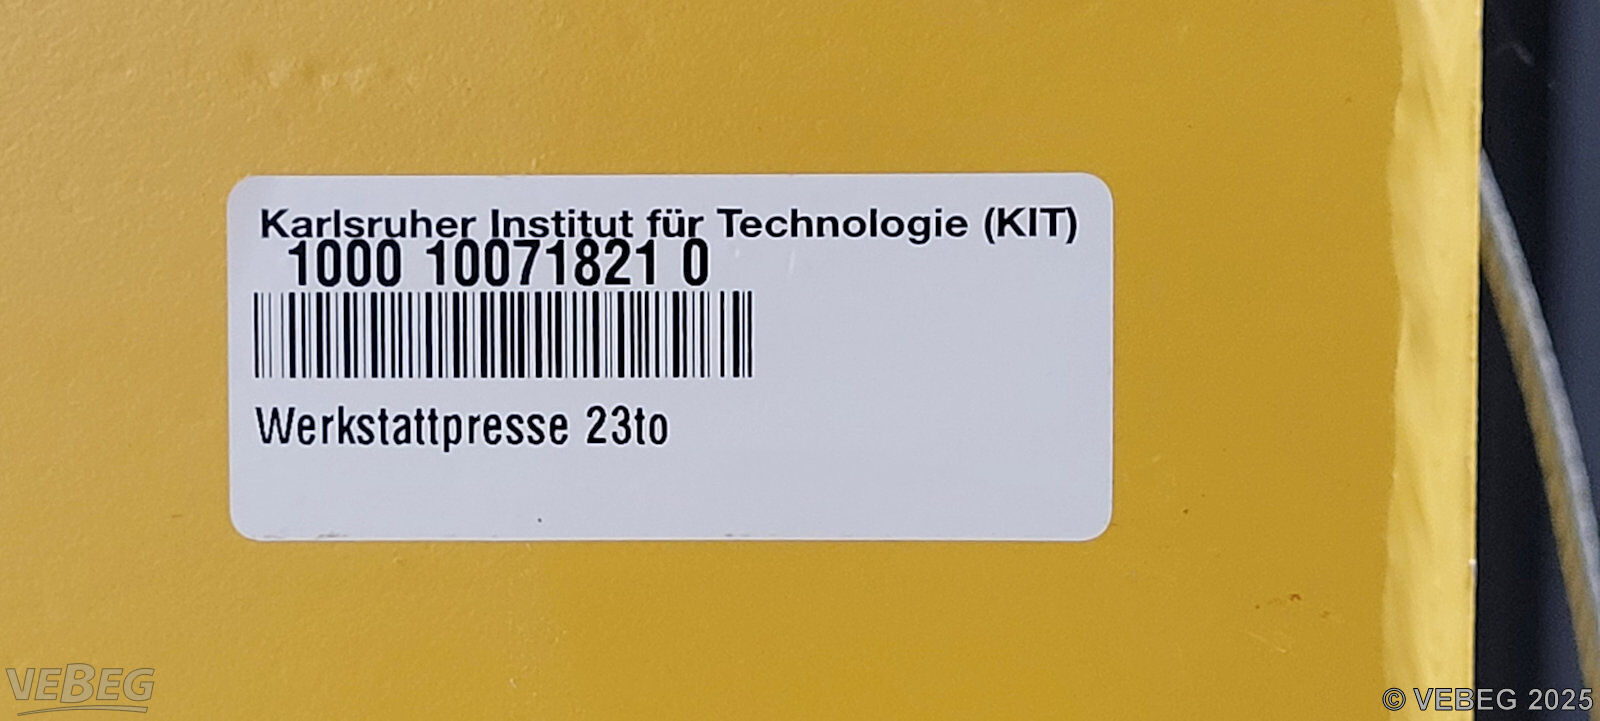 Karlsruher Institut für Technologie (KIT)
1000 10071821 0
Werkstattpresse 23to
VEBEG
© VEBEG 2025